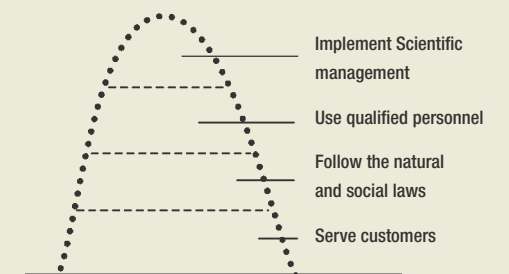 Implement Scientific
management
Use qualified personnel
Follow the natural
and social laws
Serve customers